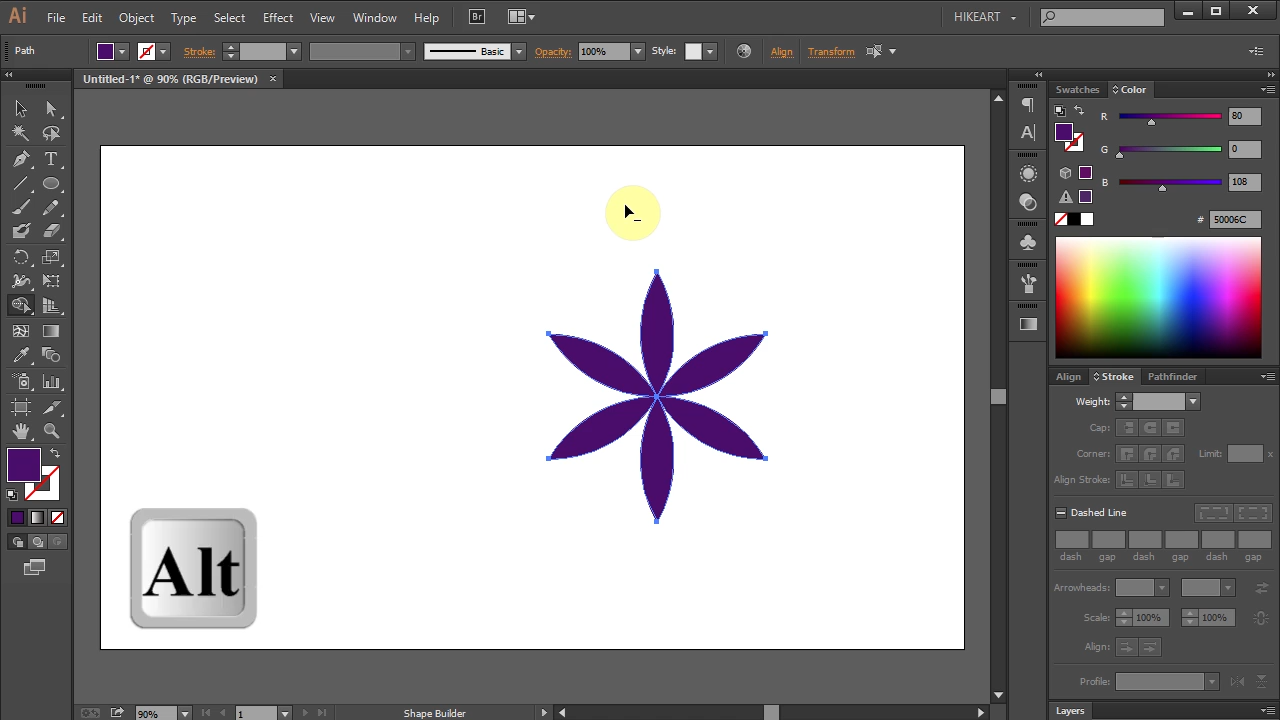 Ai File Edit Object Type Select Effect View Window Help Br HIKEART
Path Stroke: Basic Opacity: 100% Style: Align Transform
Untitled-1* @ 90% (RGB/Preview) ×
Swatches Color
R 80
G 0
B 108
# 50006C
Align Stroke Pathfinder
Weight:
Cap:
Corner: Limit: x
Align Stroke:
Dashed Line
dash gap dash gap dash gap
Arrowheads:
Scale: 100% 100%
Align:
Profile:
Layers
Alt
90% 1 Shape Builder